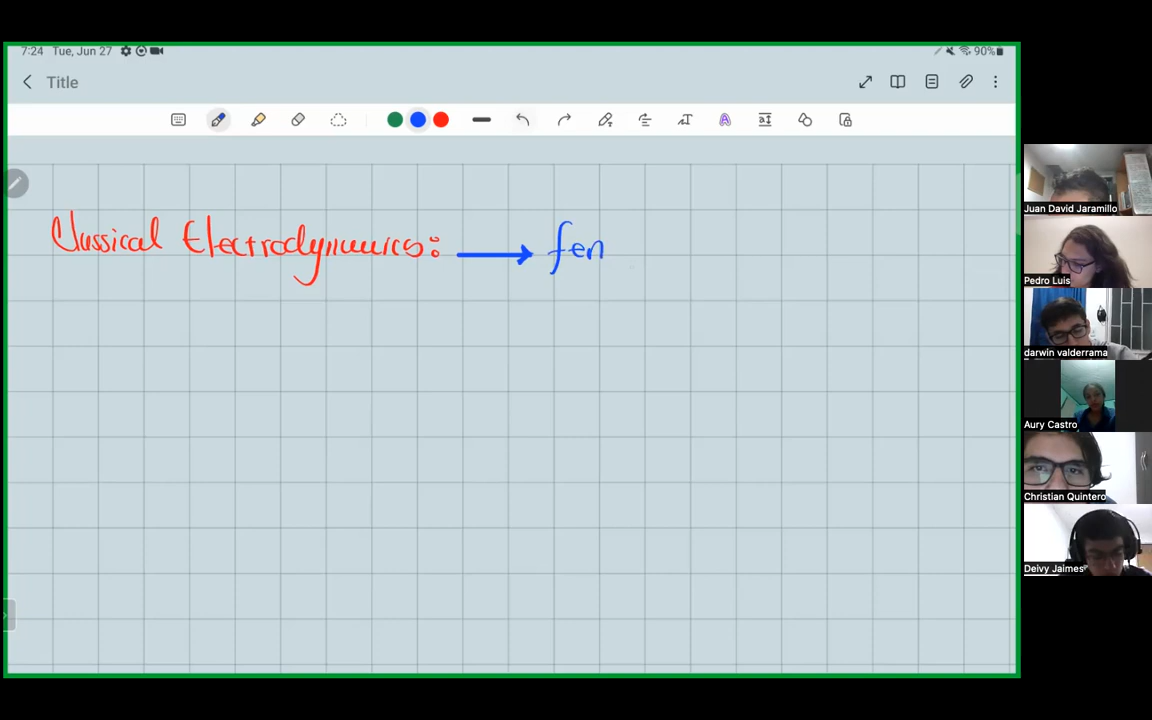 7:24 Tue, Jun 27 90%
Title
Classical Electrodynamics: → fen
Juan David Jaramillo
Pedro Luis
darwin valderrama
Aury Castro
Christian Quintero
Deivy Jaimes